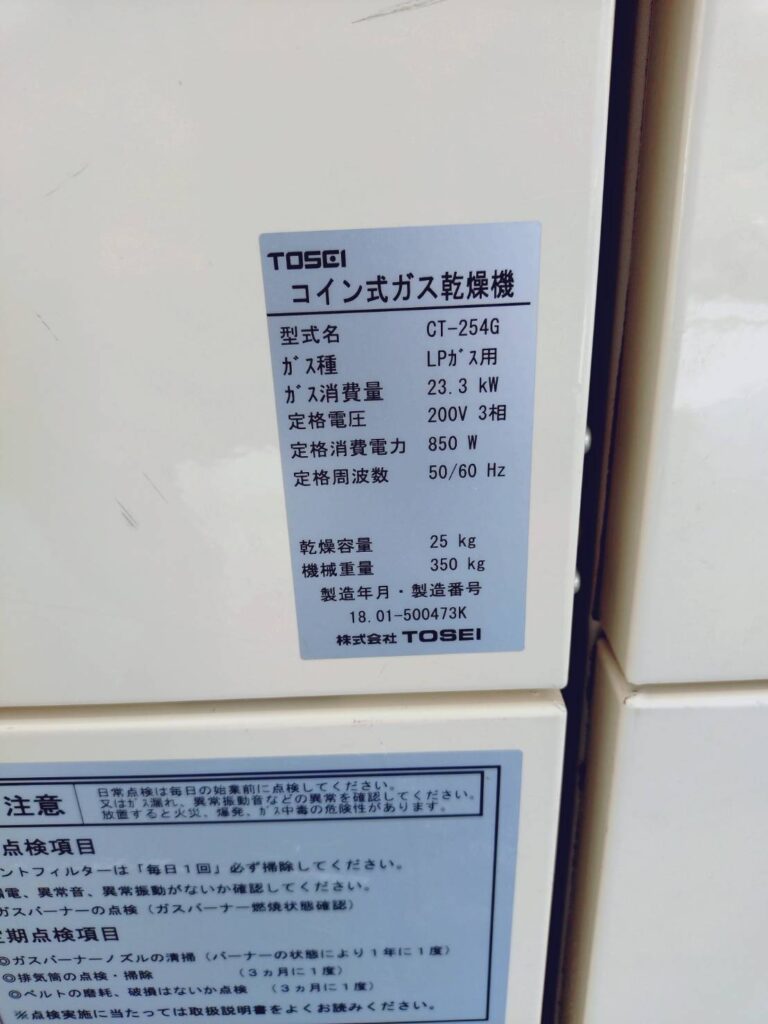 TOSEI
コイン式ガス乾燥機
型式名 CT-254G
ガス種 LPガス用
ガス消費量 23.3 kW
定格電圧 200V 3相
定格消費電力 850 W
定格周波数 50/60 Hz
乾燥容量 25 kg
機械重量 350 kg
製造年月・製造番号
18.01-500473K
株式会社 TOSEI
注意
日常点検は毎日の始業前に点検してください。
又はガス漏れ、異常振動音などの異常を確認してください。
放置すると火災、爆発、ガス中毒の危険性があります。
点検項目
ントフィルターは「毎日1回」必ず掃除してください。
電、異常音、異常振動がないか確認してください。
ガスバーナーの点検(ガスバーナー燃焼状態確認)
期点検項目
◎ガスバーナーノズルの清掃(バーナーの状態により1年に1度)
◎排気筒の点検・掃除 (3ヵ月に1度)
◎ベルトの磨耗、破損はないか点検 (3ヵ月に1度)
※点検実施に当たっては取扱説明書をよくお読みください。